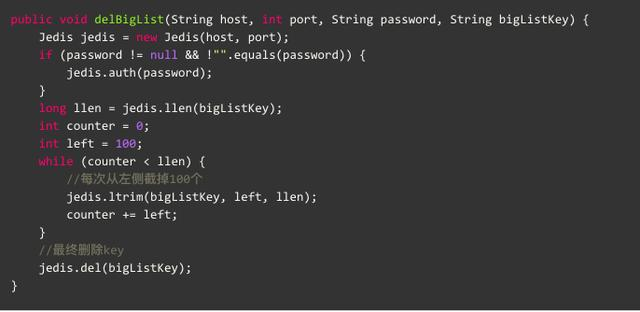 public void delBigList(String host, int port, String password, String bigListKey) {
    Jedis jedis = new Jedis(host, port);
    if (password != null && !"".equals(password)) {
        jedis.auth(password);
    }
    long llen = jedis.llen(bigListKey);
    int counter = 0;
    int left = 100;
    while (counter < llen) {
        //每次从左侧截掉100个
        jedis.ltrim(bigListKey, left, llen);
        counter += left;
    }
    //最终删除key
    jedis.del(bigListKey);
}